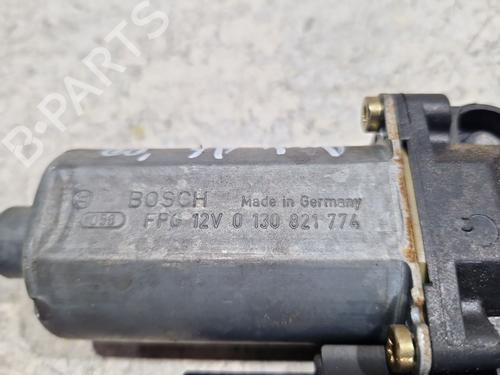 BOSCH Made in Germany
FPG 12V 0 130 821 774
B-PARTS